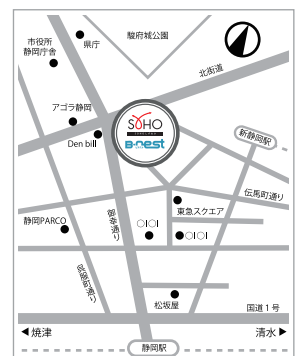 駿府城公園
市役所
静岡庁舎
県庁
北街道
アゴラ静岡
SOHO
B-nest
Den bill
新静岡駅
伝馬町通り
東急スクエア
静岡PARCO
御幸通り
OIOI
OIOI
呉服町通り
松坂屋
国道1号
焼津
清水
静岡駅